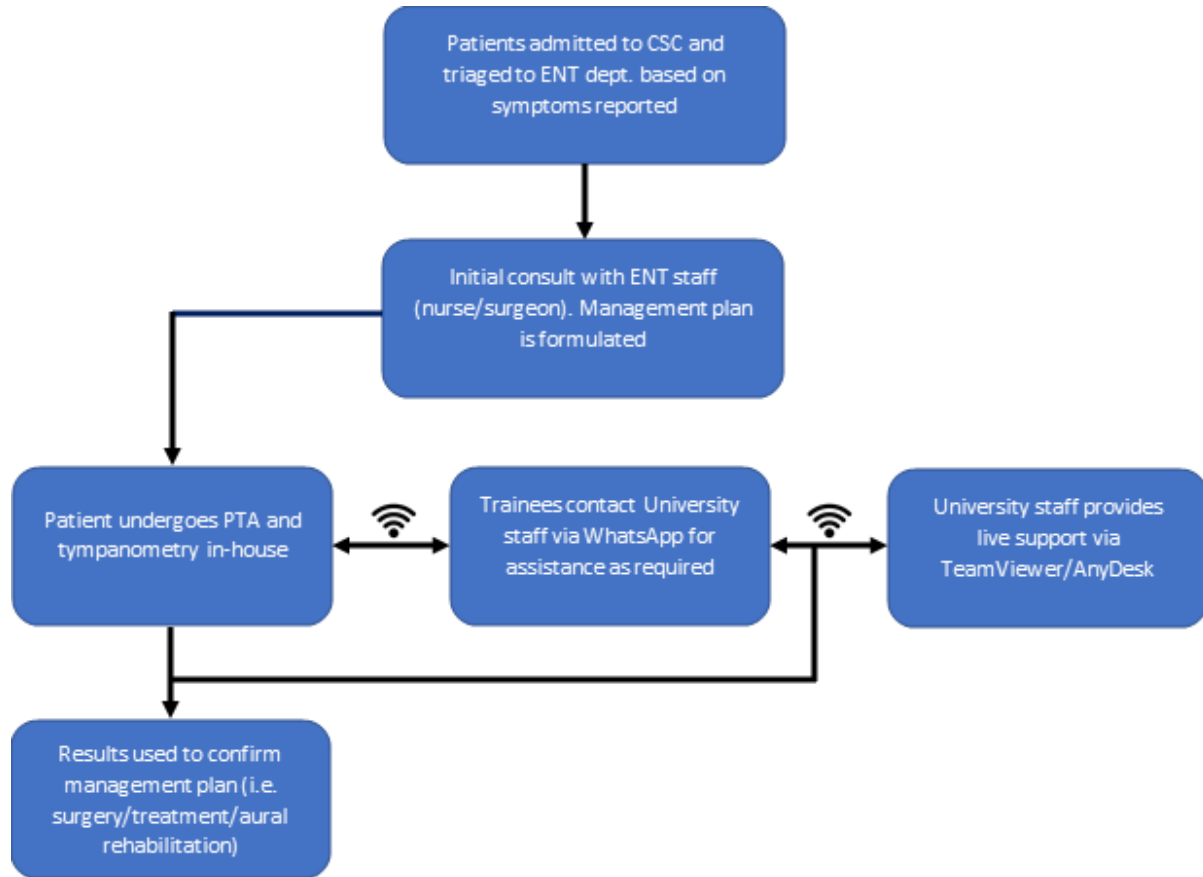 Patients admitted to CSC and
triaged to ENT dept. based on
symptoms reported
Initial consult with ENT staff
(nurse/surgeon). Management plan
is formulated
Patient undergoes PTA and
tympanometry in-house
Trainees contact University
staff via WhatsApp for
assistance as required
University staff provides
live support via
TeamViewer/AnyDesk
Results used to confirm
management plan (i.e.
surgery/treatment/aural
rehabilitation)